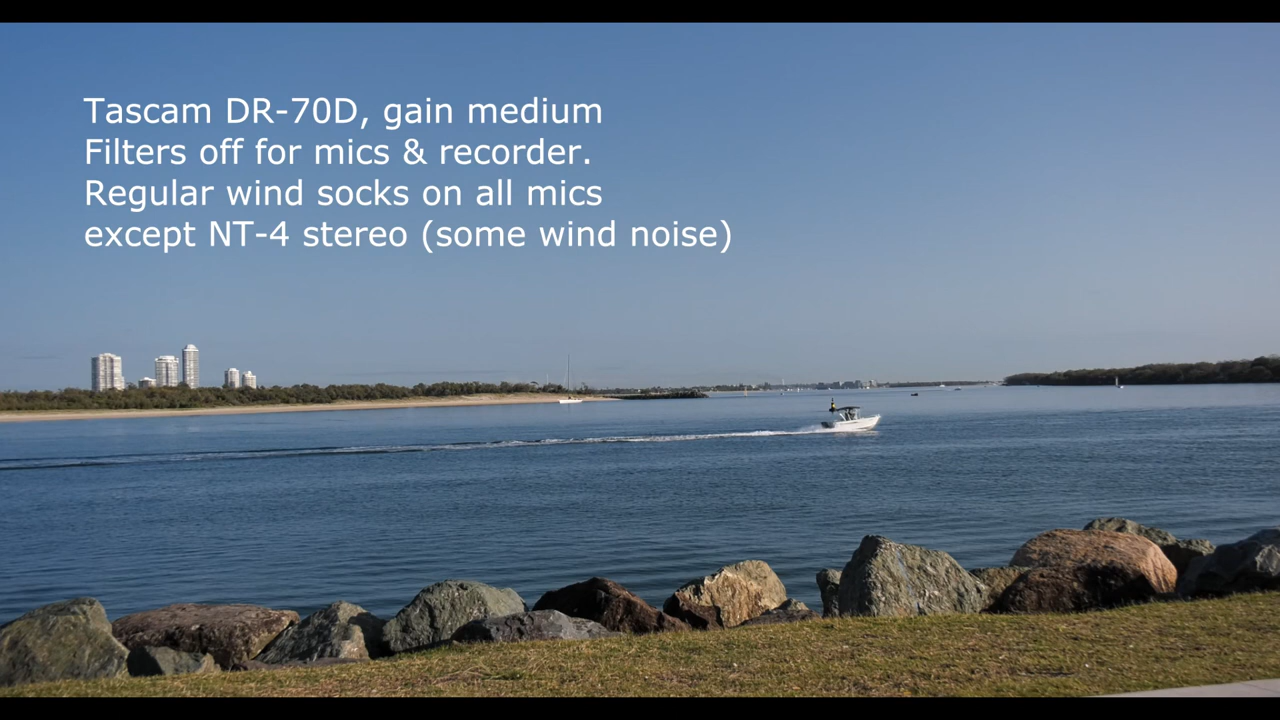 Tascam DR-70D, gain medium
Filters off for mics & recorder.
Regular wind socks on all mics
except NT-4 stereo (some wind noise)